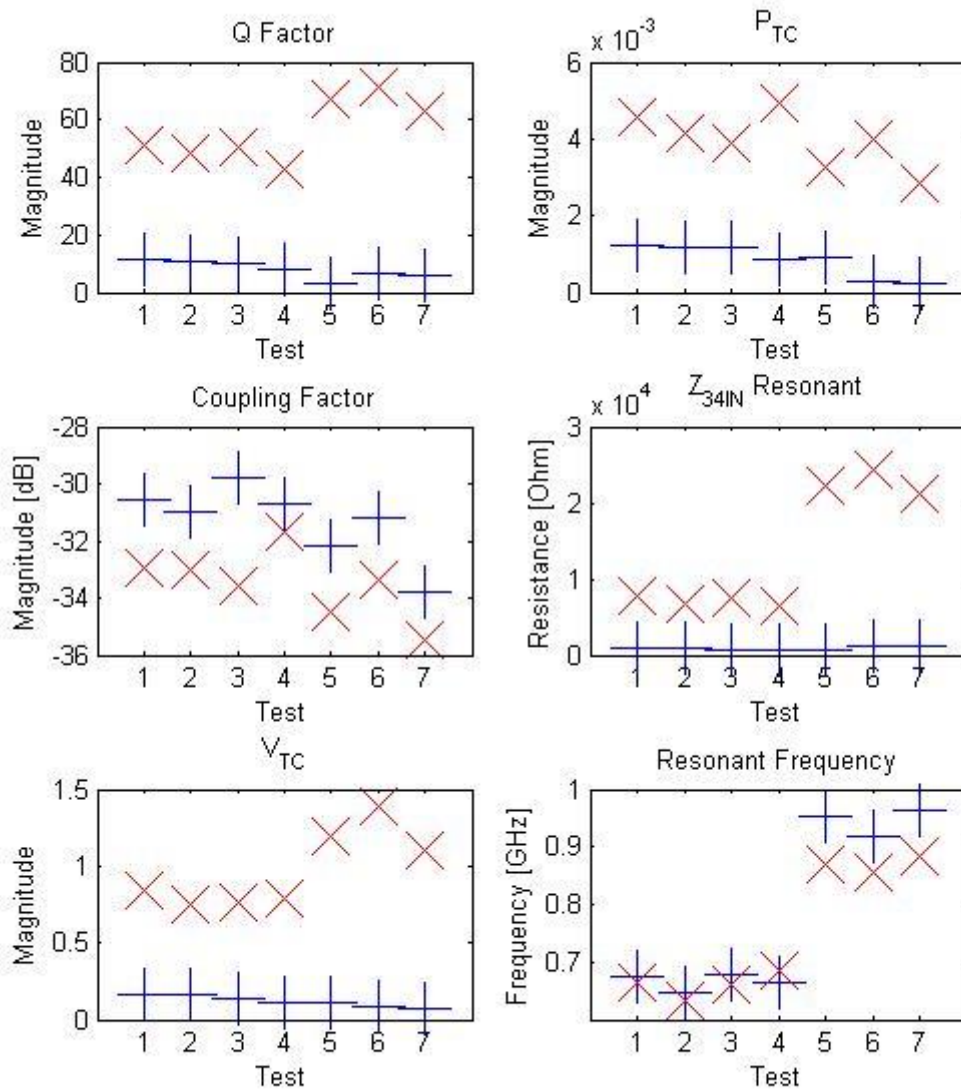 Q Factor
80
60
40
20
0
Magnitude
1 2 3 4 5 6 7
Test
P_TC
x 10^-3
6
4
2
0
Magnitude
1 2 3 4 5 6 7
Test
Coupling Factor
-28
-30
-32
-34
-36
Magnitude [dB]
1 2 3 4 5 6 7
Test
Z_34IN Resonant
x 10^4
3
2
1
0
Resistance [Ohm]
1 2 3 4 5 6 7
Test
V_TC
1.5
1
0.5
0
Magnitude
1 2 3 4 5 6 7
Test
Resonant Frequency
1
0.9
0.8
0.7
Frequency [GHz]
1 2 3 4 5 6 7
Test